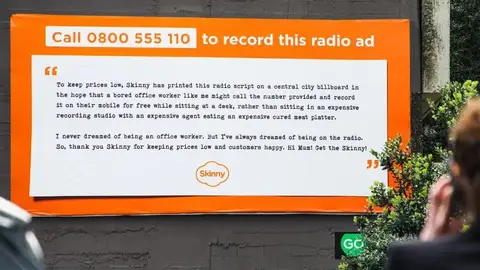 Call 0800 555 110 to record this radio ad
“
To keep prices low, Skinny has printed this radio script on a central city billboard in
the hope that a bored office worker like me might call the number provided and record
it on their mobile for free while sitting at a desk, rather than sitting in an expensive
recording studio with an expensive agent eating an expensive cured meat platter.
I never dreamed of being an office worker. But I've always dreamed of being on the radio.
So, thank you Skinny for keeping prices low and customers happy. Hi Mum! Get the Skinny!
”
Skinny
GO